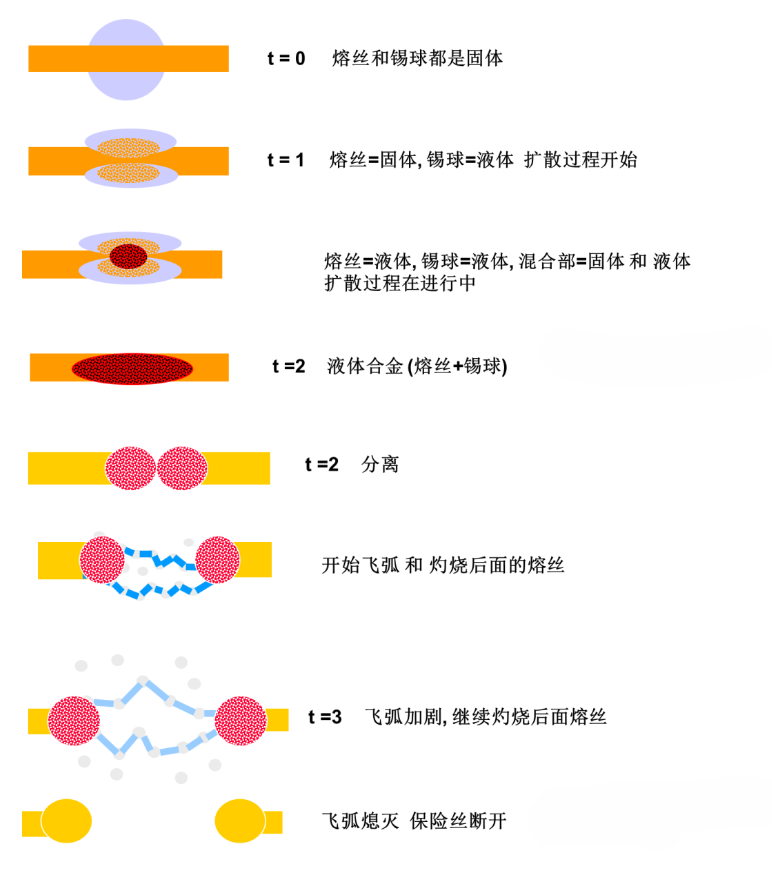 t = 0 熔丝和锡球都是固体
t = 1 熔丝=固体, 锡球=液体 扩散过程开始
熔丝=液体, 锡球=液体, 混合部=固体 和 液体
扩散过程在进行中
t =2 液体合金 (熔丝+锡球)
t =2 分离
开始飞弧 和 灼烧后面的熔丝
t =3 飞弧加剧, 继续灼烧后面熔丝
飞弧熄灭 保险丝断开